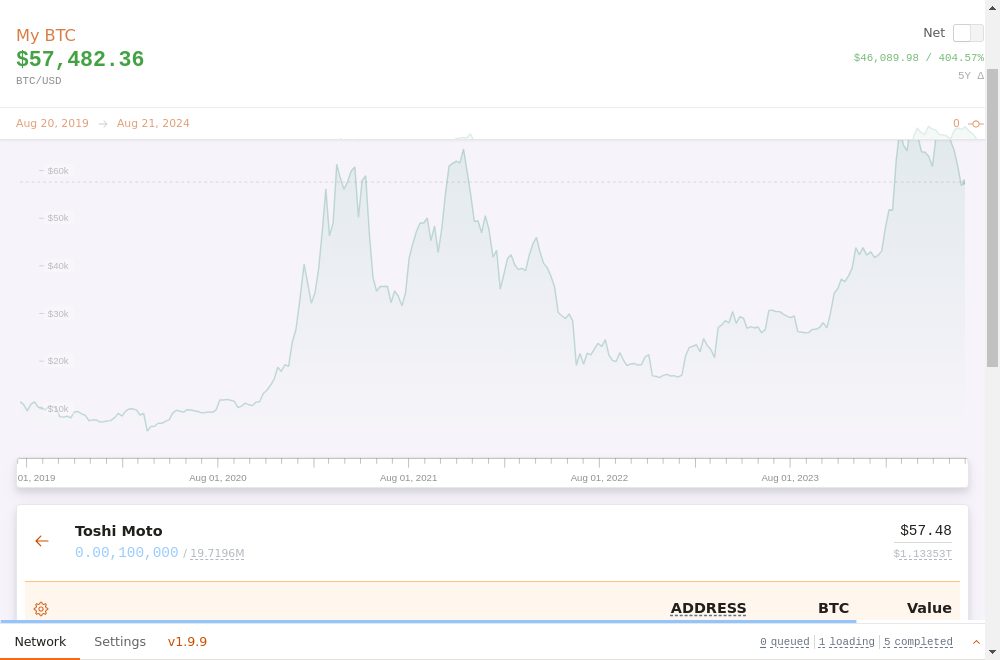 My BTC
Net
$57,482.36
$46,089.98 / 404.57%
BTC/USD
5Y Δ
Aug 20, 2019 → Aug 21, 2024
0
$60k
$50k
$40k
$30k
$20k
$10k
01, 2019
Aug 01, 2020
Aug 01, 2021
Aug 01, 2022
Aug 01, 2023
Toshi Moto
$57.48
0.00,100,000 / 19.7196M
$1.13353T
ADDRESS BTC Value
Network Settings v1.9.9
0 queued 1 loading 5 completed